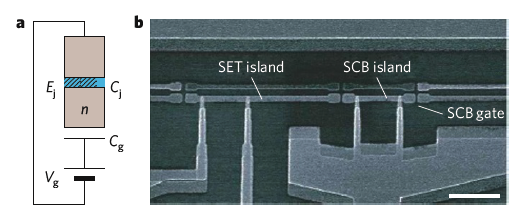 a
E_j
C_j
n
C_g
V_g
b
SET island
SCB island
SCB gate